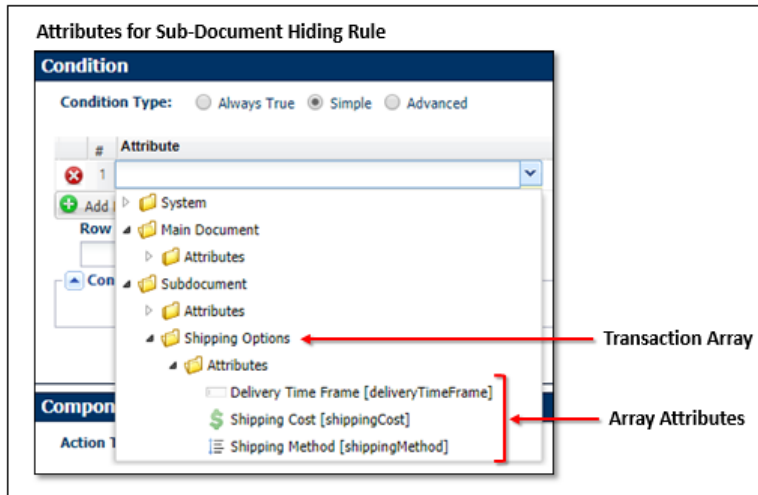 Attributes for Sub-Document Hiding Rule
Condition
Condition Type: Always True Simple Advanced
# Attribute
1
System
Add
Main Document
Row
Attributes
Con
Subdocument
Attributes
Shipping Options
Transaction Array
Attributes
Delivery Time Frame [deliveryTimeFrame]
Compon
Shipping Cost [shippingCost]
Array Attributes
Action T
Shipping Method [shippingMethod]